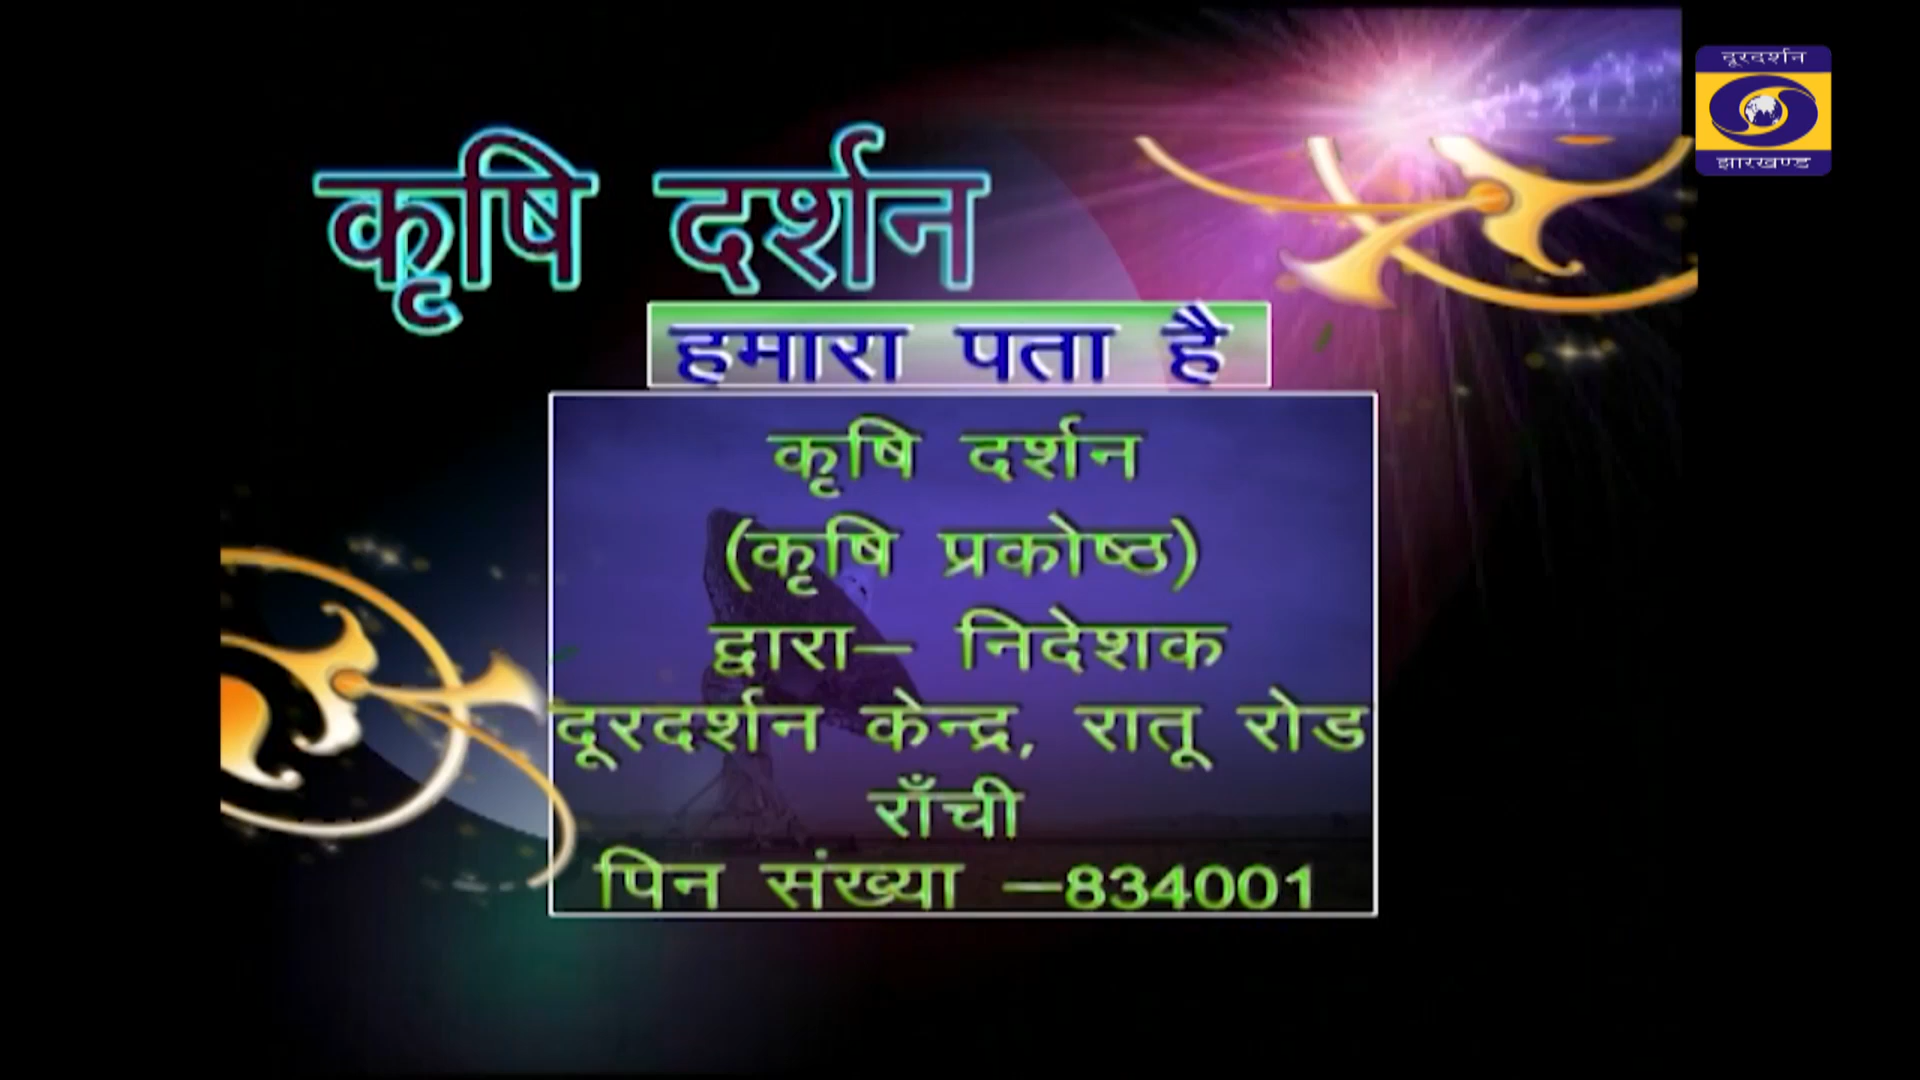 दूरदर्शन
झारखण्ड
कृषि दर्शन
हमारा पता है
कृषि दर्शन
(कृषि प्रकोष्ठ)
द्वारा– निदेशक
दूरदर्शन केन्द्र, रातू रोड
राँची
पिन संख्या –834001